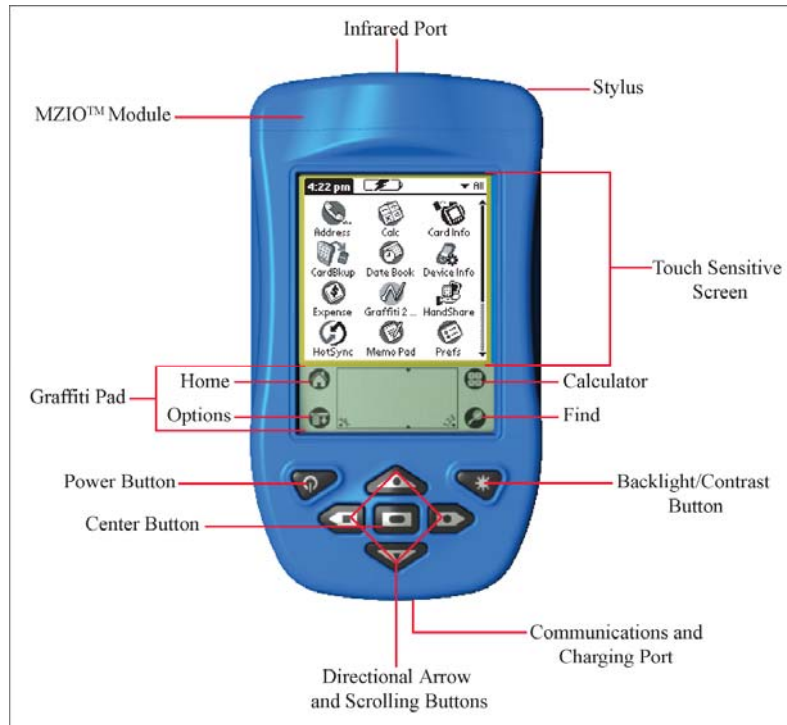 Infrared Port
Stylus
MZIO™ Module
4:22 pm
All
Address
Calc
Card Info
CardBkup
Date Book
Device Info
Expense
Graffiti 2 ...
HandShare
HotSync
Memo Pad
Prefs
Touch Sensitive
Screen
Graffiti Pad
Home
Options
Calculator
Find
Power Button
Center Button
Backlight/Contrast
Button
Communications and
Charging Port
Directional Arrow
and Scrolling Buttons